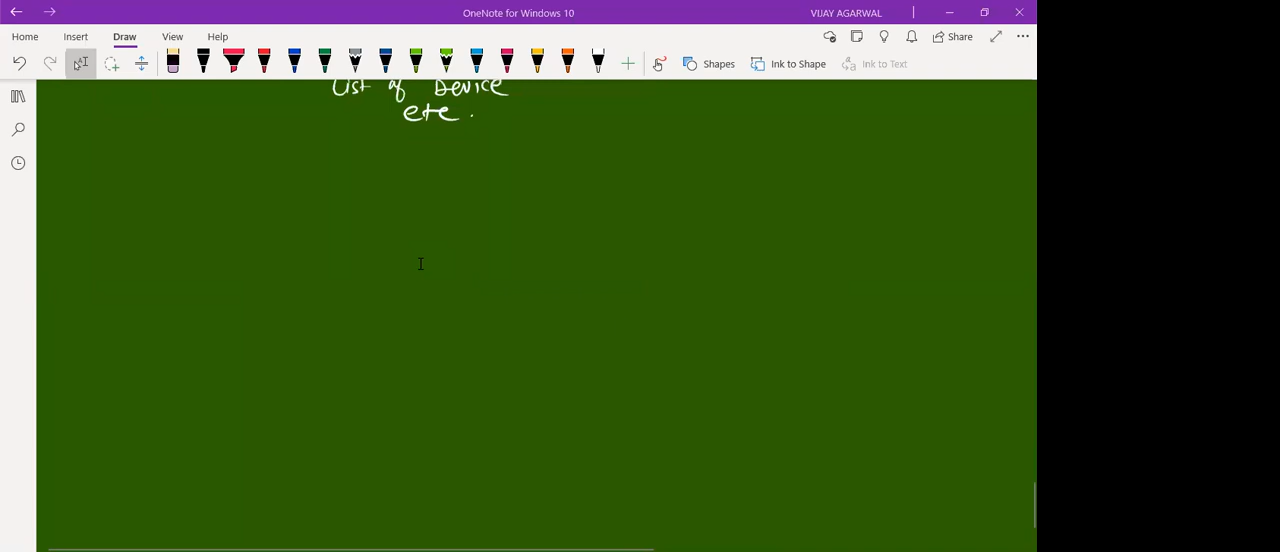 OneNote for Windows 10
VIJAY AGARWAL
Home Insert Draw View Help
Share
Shapes Ink to Shape Ink to Text
List of Device
etc.